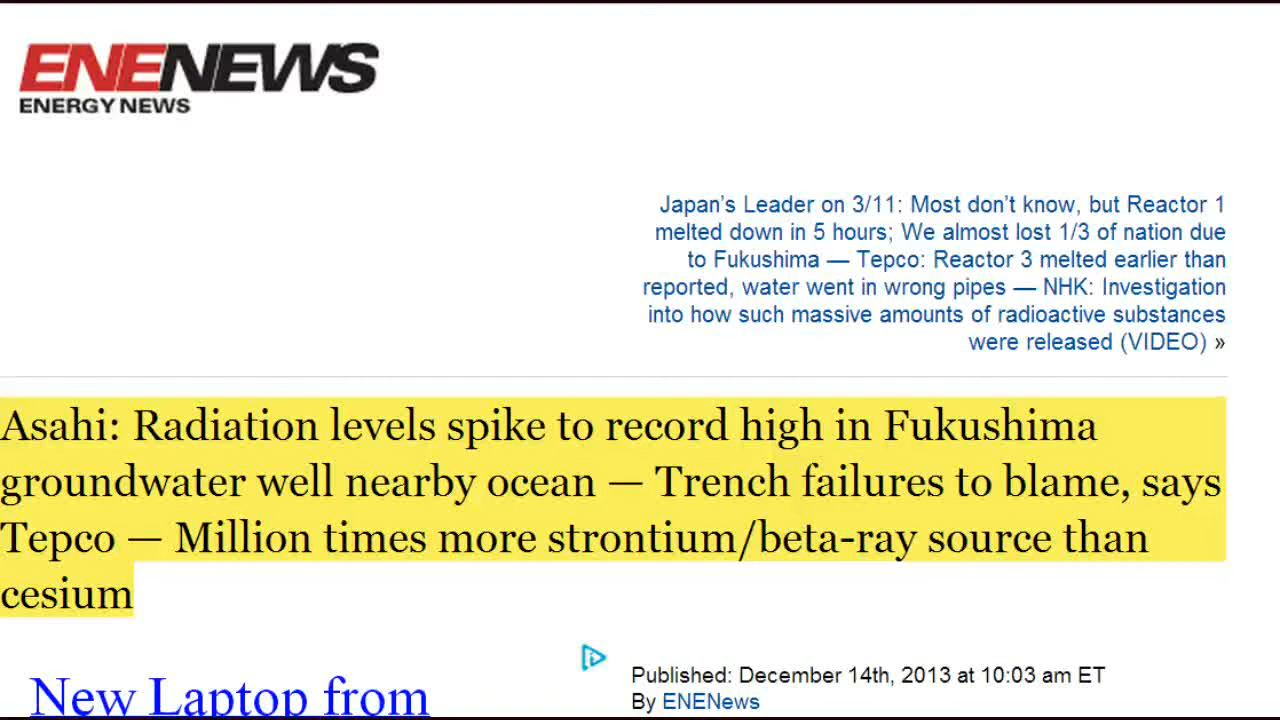 ENENEWS
ENERGY NEWS
Japan's Leader on 3/11: Most don't know, but Reactor 1
melted down in 5 hours; We almost lost 1/3 of nation due
to Fukushima — Tepco: Reactor 3 melted earlier than
reported, water went in wrong pipes — NHK: Investigation
into how such massive amounts of radioactive substances
were released (VIDEO) »
Asahi: Radiation levels spike to record high in Fukushima
groundwater well nearby ocean — Trench failures to blame, says
Tepco — Million times more strontium/beta-ray source than
cesium
New Laptop from
Published: December 14th, 2013 at 10:03 am ET
By ENENews